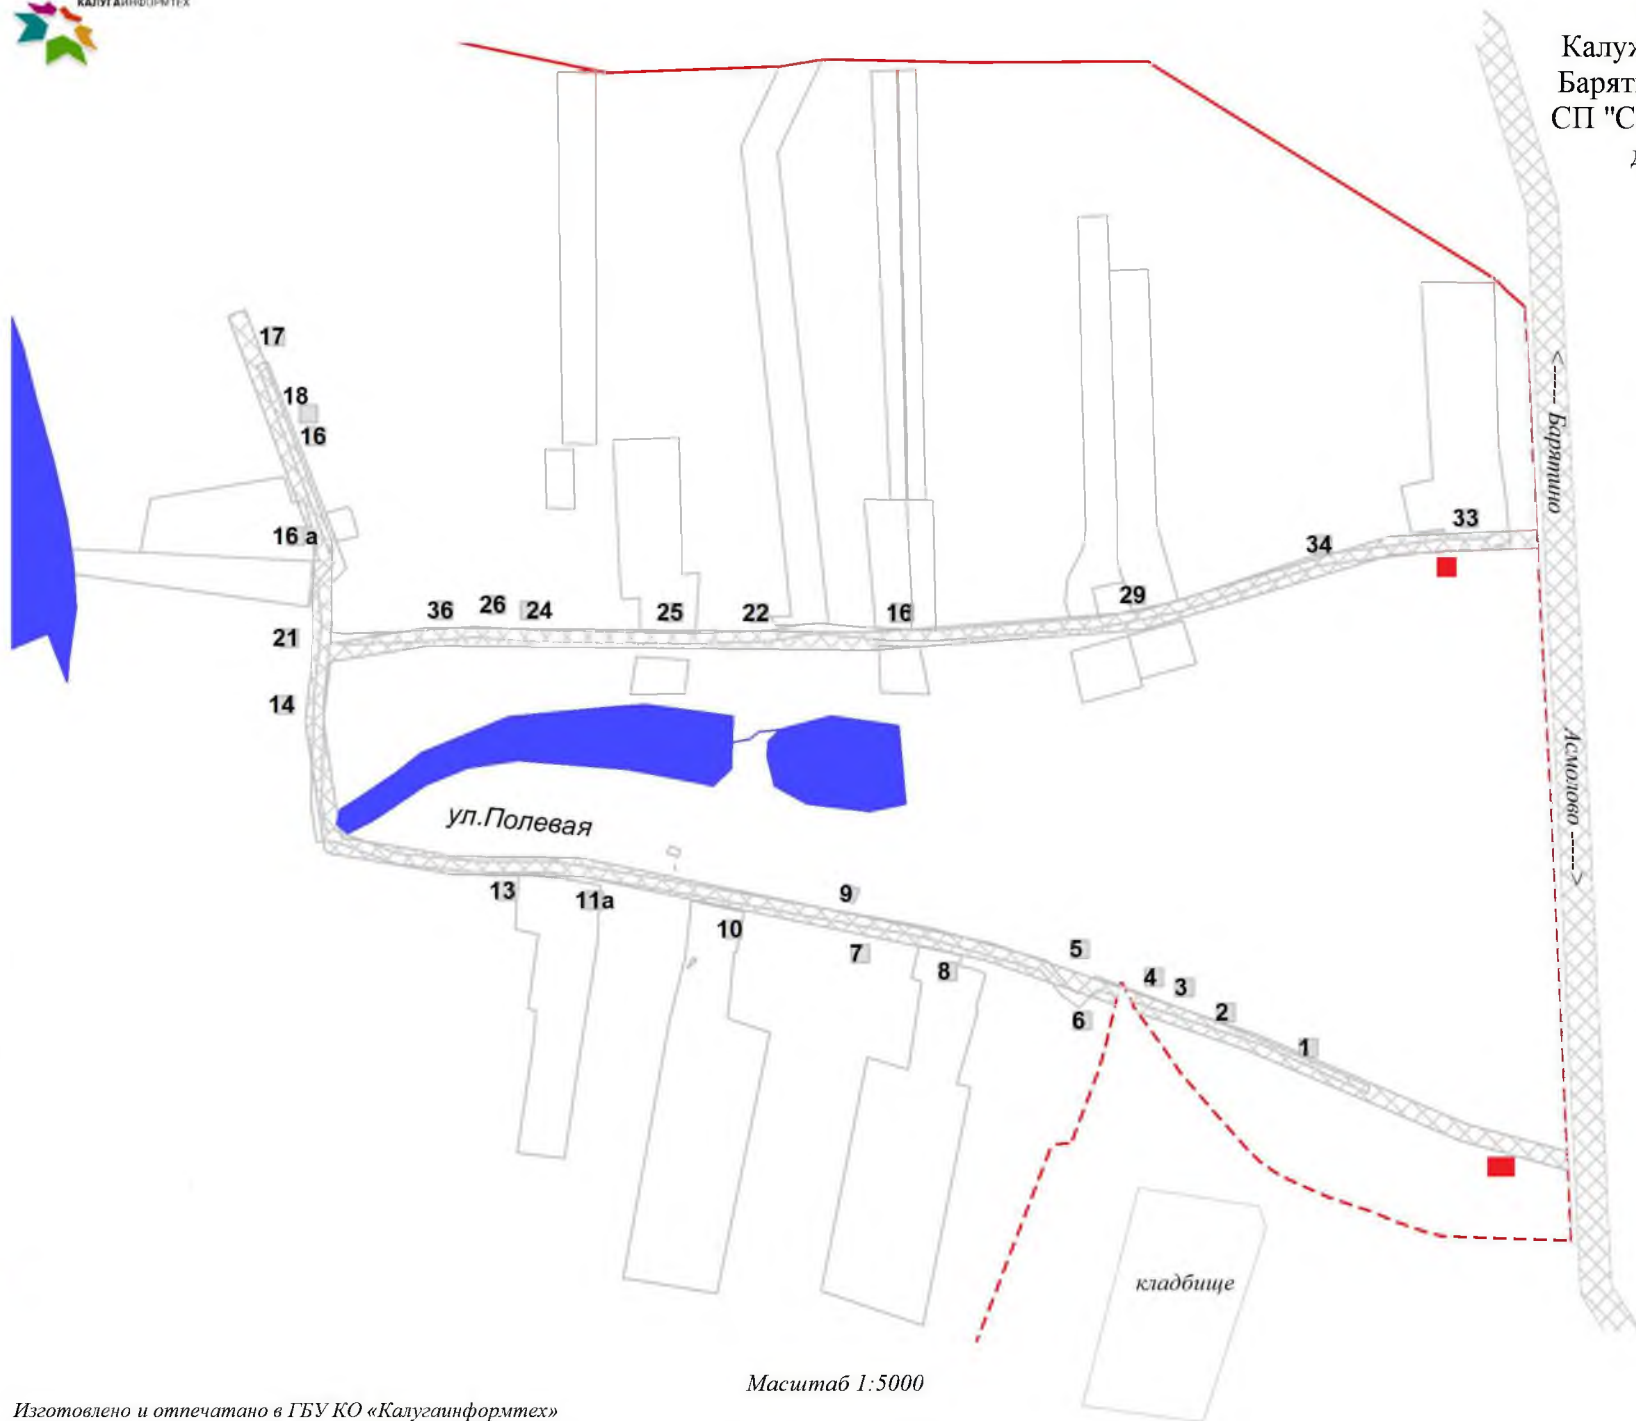 КАЛУГАИНФОРМТЕХ
Калуж
Барят
СП "С
д
17
18
16
16 а
21
14
36
26
24
25
22
16
29
34
33
<---- Барятино
Асмолово ---->
ул.Полевая
13
11а
10
9
7
8
5
6
4
3
2
1
кладбище
Масштаб 1:5000
Изготовлено и отпечатано в ГБУ КО «Калугаинформтех»